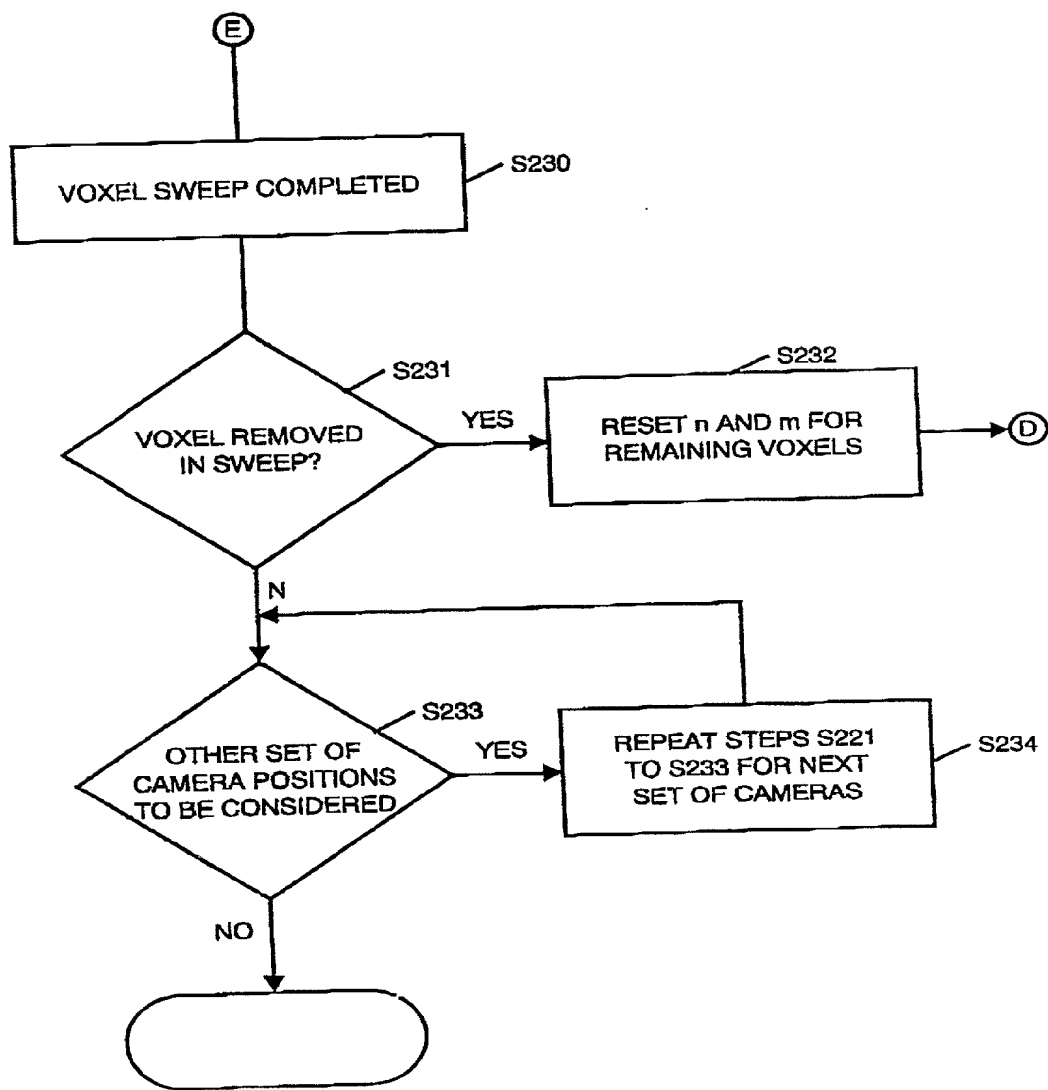 E
S230
VOXEL SWEEP COMPLETED
S231
VOXEL REMOVED
IN SWEEP?
YES
S232
RESET n AND m FOR
REMAINING VOXELS
D
N
S233
OTHER SET OF
CAMERA POSITIONS
TO BE CONSIDERED
YES
REPEAT STEPS S221
TO S233 FOR NEXT
SET OF CAMERAS
S234
NO